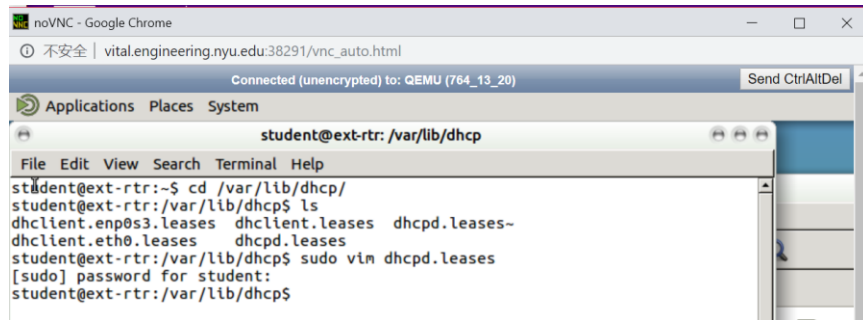 noVNC - Google Chrome
不安全 | vital.engineering.nyu.edu:38291/vnc_auto.html
Connected (unencrypted) to: QEMU (764_13_20)
Send CtrlAltDel
Applications Places System
student@ext-rtr: /var/lib/dhcp
File Edit View Search Terminal Help
student@ext-rtr:~$ cd /var/lib/dhcp/
student@ext-rtr:/var/lib/dhcp$ ls
dhclient.enp0s3.leases dhclient.leases dhcpd.leases~
dhclient.eth0.leases dhcpd.leases
student@ext-rtr:/var/lib/dhcp$ sudo vim dhcpd.leases
[sudo] password for student:
student@ext-rtr:/var/lib/dhcp$